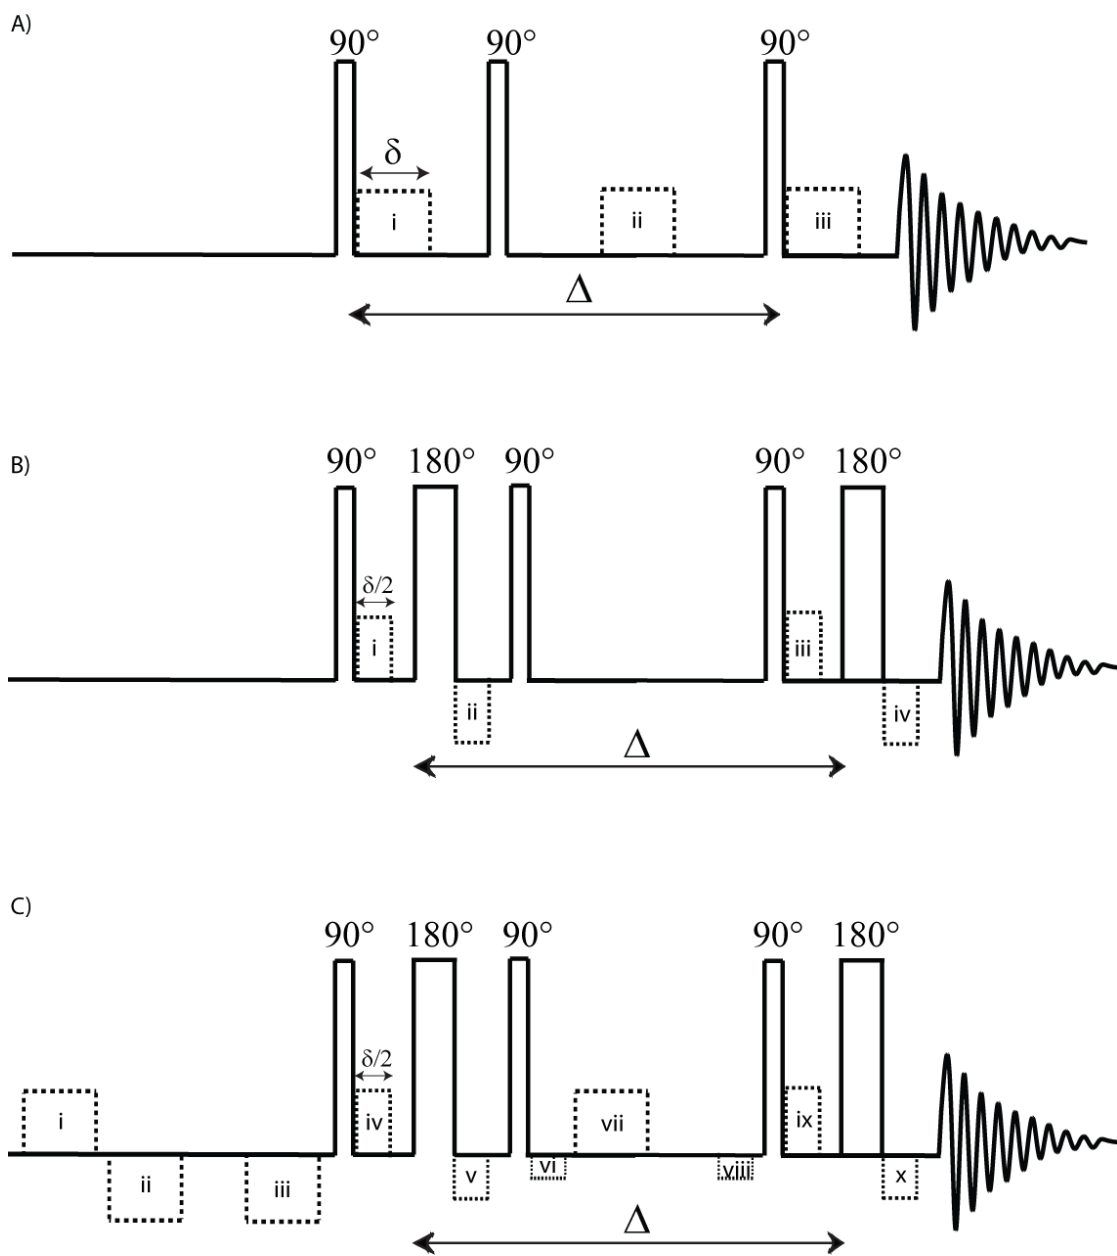 A)
90° 90° 90°
δ
i ii iii
Δ
B)
90° 180° 90° 90° 180°
δ/2
i iii
ii iv
Δ
C)
90° 180° 90° 90° 180°
δ/2
i iv vii ix
ii iii v vi viii x
Δ